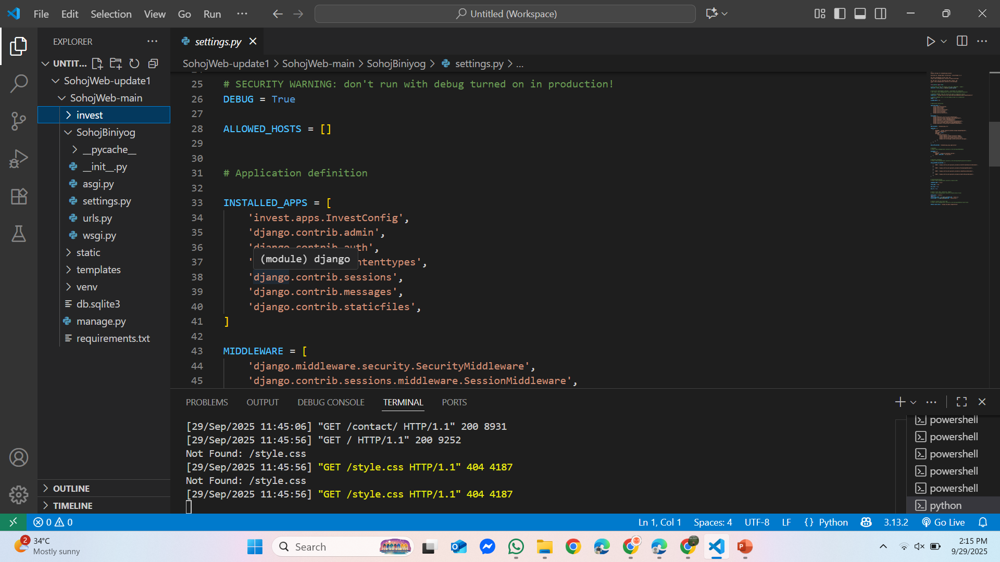 File Edit Selection View Go Run ···
Untitled (Workspace)
EXPLORER ···
UNTIT...
SohojWeb-update1
SohojWeb-main
invest
SohojBiniyog
__pycache__
__init__.py
asgi.py
settings.py
urls.py
wsgi.py
static
templates
venv
db.sqlite3
manage.py
requirements.txt
OUTLINE
TIMELINE
settings.py
SohojWeb-update1 > SohojWeb-main > SohojBiniyog > settings.py > ...
25 # SECURITY WARNING: don't run with debug turned on in production!
26 DEBUG = True
27
28 ALLOWED_HOSTS = []
29
30
31 # Application definition
32
33 INSTALLED_APPS = [
34 'invest.apps.InvestConfig',
35 'django.contrib.admin',
36 'django.contrib.auth',
(module) django
37 'ntenttypes',
38 'django.contrib.sessions',
39 'django.contrib.messages',
40 'django.contrib.staticfiles',
41 ]
42
43 MIDDLEWARE = [
44 'django.middleware.security.SecurityMiddleware',
45 'django.contrib.sessions.middleware.SessionMiddleware',
PROBLEMS OUTPUT DEBUG CONSOLE TERMINAL PORTS
[29/Sep/2025 11:45:06] "GET /contact/ HTTP/1.1" 200 8931
[29/Sep/2025 11:45:56] "GET / HTTP/1.1" 200 9252
Not Found: /style.css
[29/Sep/2025 11:45:56] "GET /style.css HTTP/1.1" 404 4187
Not Found: /style.css
[29/Sep/2025 11:45:56] "GET /style.css HTTP/1.1" 404 4187
powershell
powershell
powershell
powershell
powershell
python
0 0
Ln 1, Col 1 Spaces: 4 UTF-8 LF {} Python 3.13.2 Go Live
2
34°C
Mostly sunny
Search
2:15 PM
9/29/2025